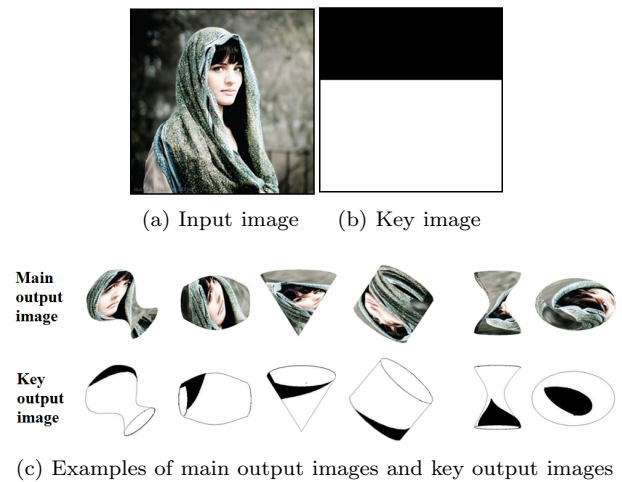 (a) Input image
(b) Key image
Main
output
image
Key
output
image
(c) Examples of main output images and key output images